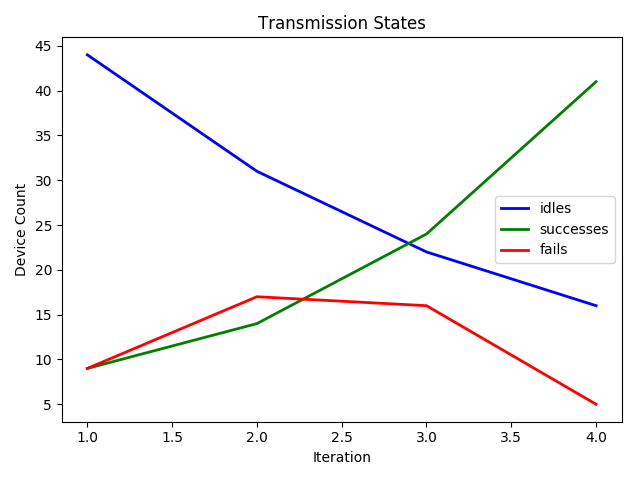 Transmission States
45
40
35
30
25
20
15
10
5
Device Count
idles
successes
fails
1.0 1.5 2.0 2.5 3.0 3.5 4.0
Iteration